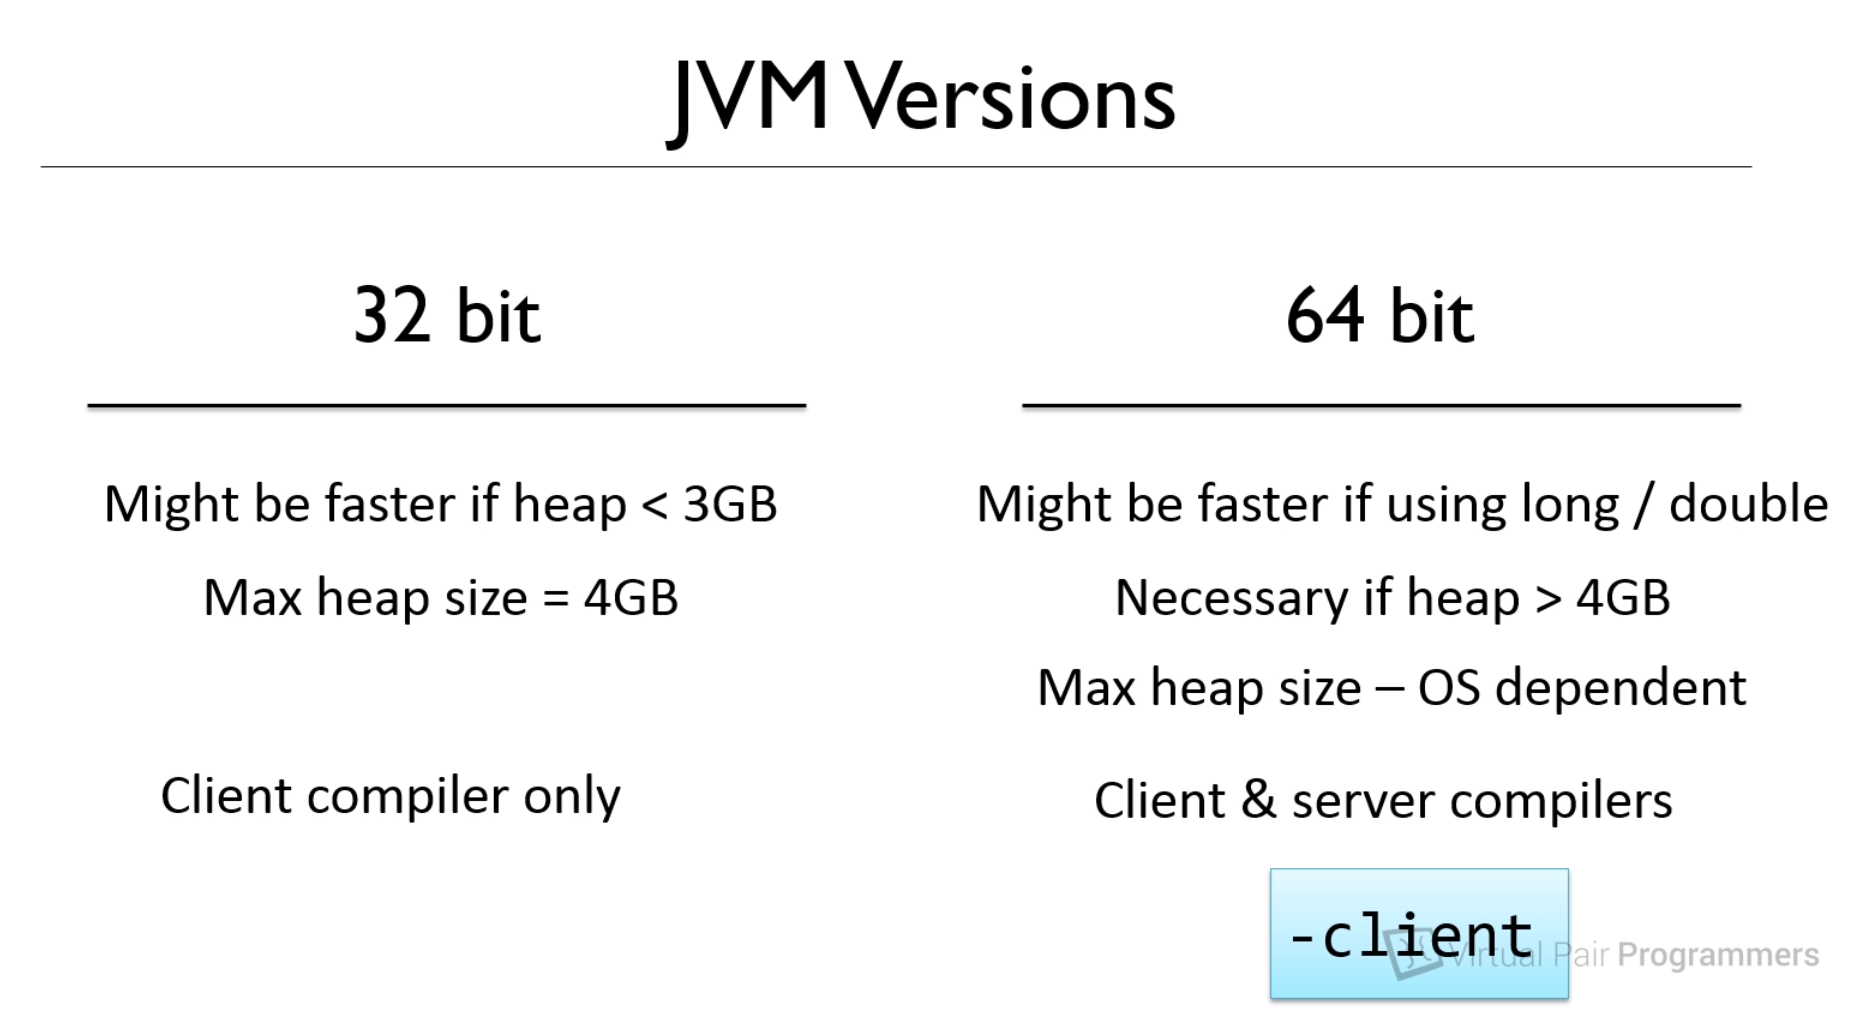 JVM Versions
32 bit
Might be faster if heap < 3GB
Max heap size = 4GB
Client compiler only
64 bit
Might be faster if using long / double
Necessary if heap > 4GB
Max heap size – OS dependent
Client & server compilers
-client
Virtual Pair Programmers